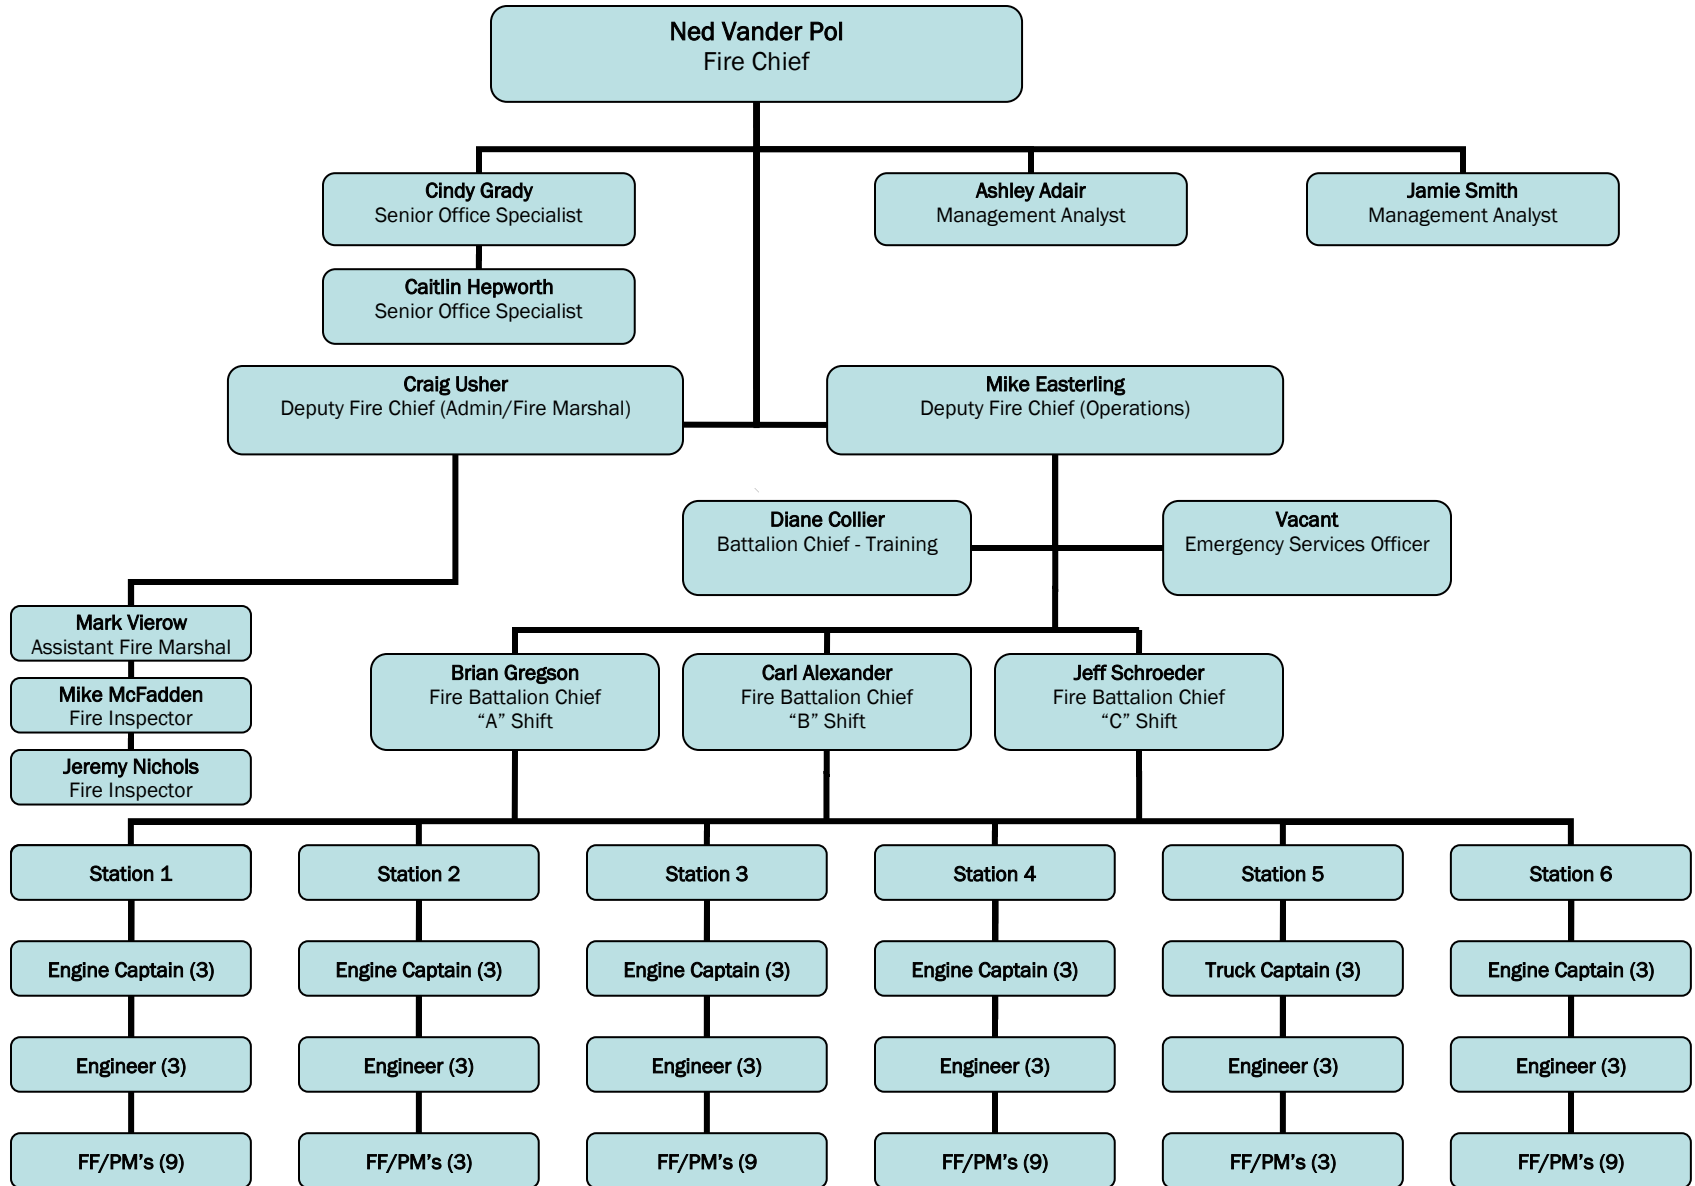 Ned Vander Pol
Fire Chief
Cindy Grady
Senior Office Specialist
Ashley Adair
Management Analyst
Jamie Smith
Management Analyst
Caitlin Hepworth
Senior Office Specialist
Craig Usher
Deputy Fire Chief (Admin/Fire Marshal)
Mike Easterling
Deputy Fire Chief (Operations)
Diane Collier
Battalion Chief - Training
Vacant
Emergency Services Officer
Mark Vierow
Assistant Fire Marshal
Mike McFadden
Fire Inspector
Jeremy Nichols
Fire Inspector
Brian Gregson
Fire Battalion Chief
“A” Shift
Carl Alexander
Fire Battalion Chief
“B” Shift
Jeff Schroeder
Fire Battalion Chief
“C” Shift
Station 1
Station 2
Station 3
Station 4
Station 5
Station 6
Engine Captain (3)
Engine Captain (3)
Engine Captain (3)
Engine Captain (3)
Truck Captain (3)
Engine Captain (3)
Engineer (3)
Engineer (3)
Engineer (3)
Engineer (3)
Engineer (3)
Engineer (3)
FF/PM’s (9)
FF/PM’s (3)
FF/PM’s (9
FF/PM’s (9)
FF/PM’s (3)
FF/PM’s (9)